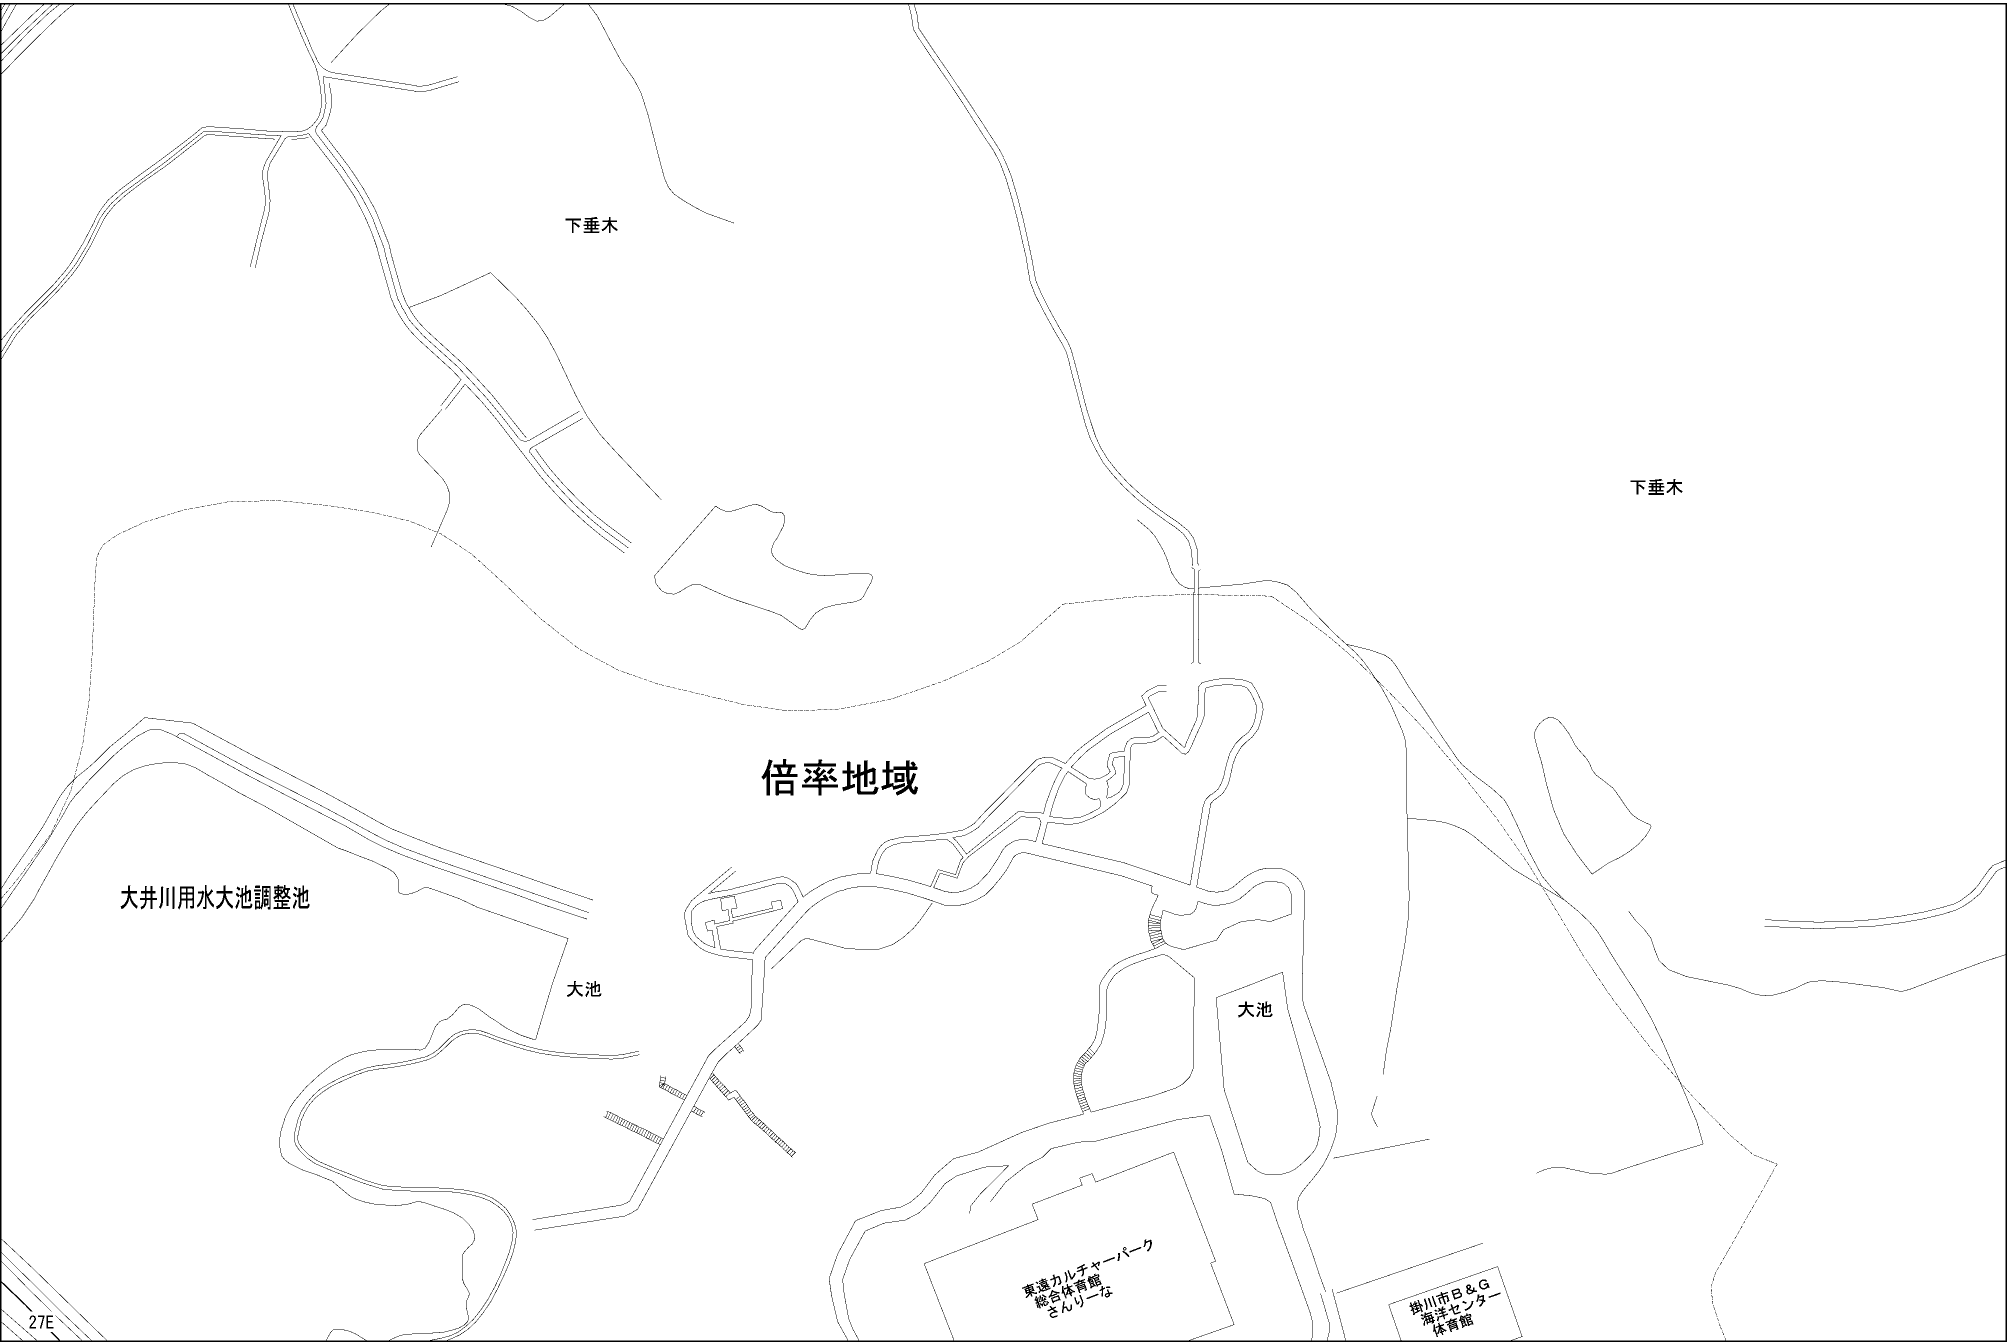 下垂木
下垂木
倍率地域
大井川用水大池調整池
大池
大池
東遠カルチャーパーク
総合体育館
さんりーな
掛川市B&G
海洋センター
体育館
27E